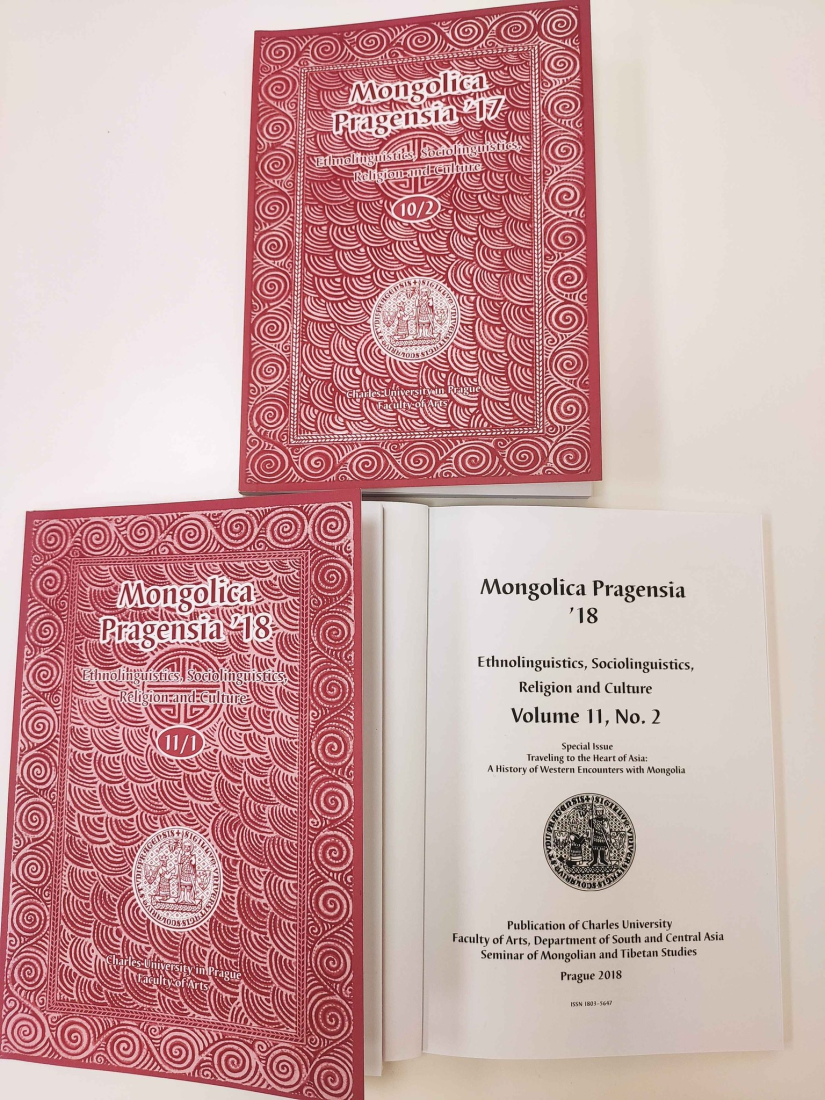 Mongolica
Pragensia ’17
Ethnolinguistics, Sociolinguistics,
Religion and Culture
10/2
Charles University in Prague
Faculty of Arts
Mongolica
Pragensia ’18
Ethnolinguistics, Sociolinguistics,
Religion and Culture
11/1
Charles University in Prague
Faculty of Arts
Mongolica Pragensia
’18
Ethnolinguistics, Sociolinguistics,
Religion and Culture
Volume 11, No. 2
Special Issue
Traveling to the Heart of Asia:
A History of Western Encounters with Mongolia
Publication of Charles University
Faculty of Arts, Department of South and Central Asia
Seminar of Mongolian and Tibetan Studies
Prague 2018
ISSN 1803–5647